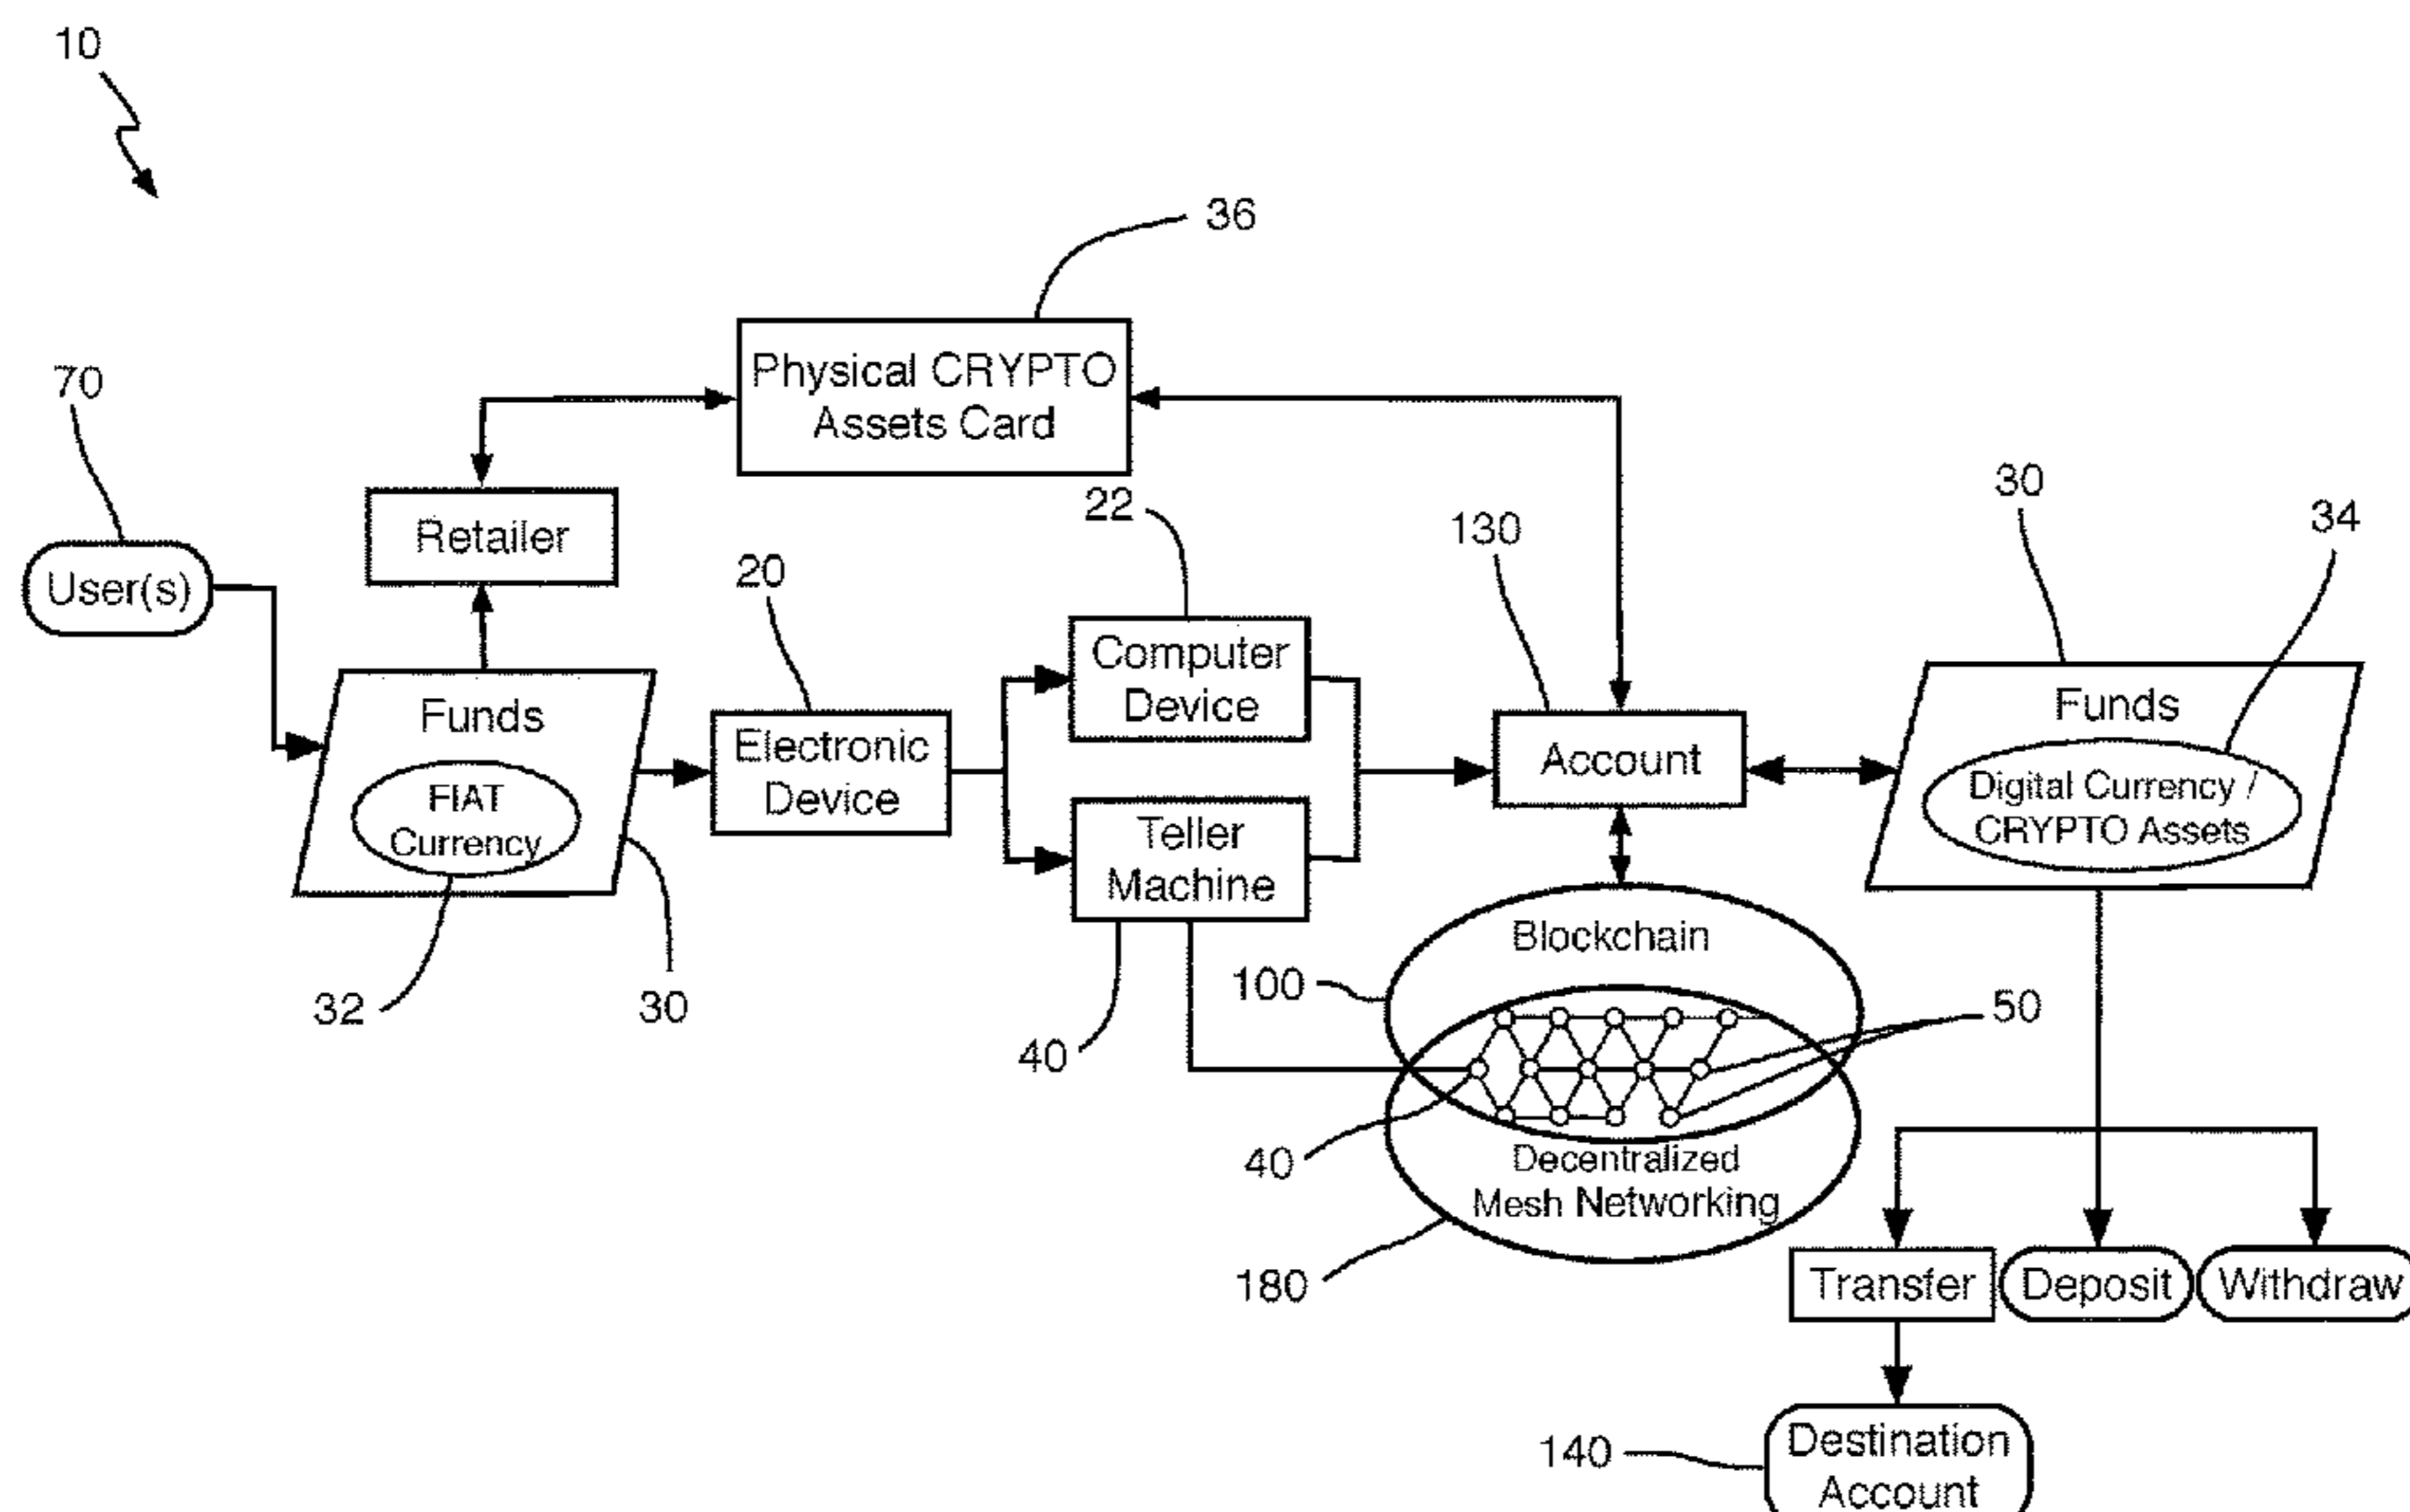 10
36
Physical CRYPTO
Assets Card
70
User(s)
Retailer
22
20
130
30
34
Funds
FIAT
Currency
Electronic
Device
Computer
Device
Teller
Machine
Account
Funds
Digital Currency /
CRYPTO Assets
32
30
40
Blockchain
100
50
40
Decentralized
Mesh Networking
180
Transfer
Deposit
Withdraw
140
Destination
Account